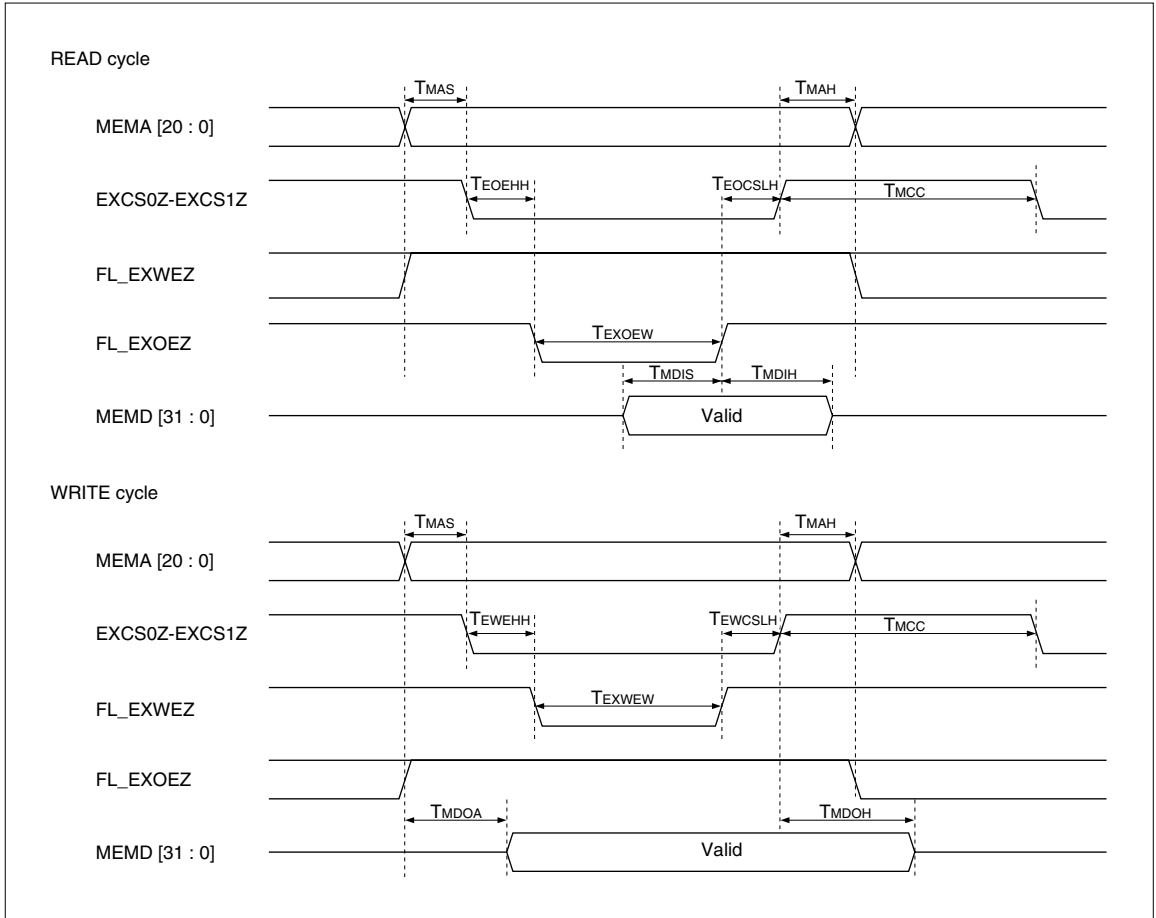 READ cycle
TMAS TMAH
MEMA [20 : 0]
TEOEHH TEOCSLH TMCC
EXCS0Z-EXCS1Z
FL_EXWEZ
TEXOEW
FL_EXOEZ
TMDIS TMDIH
MEMD [31 : 0] Valid
WRITE cycle
TMAS TMAH
MEMA [20 : 0]
TEWEHH TEWCSLH TMCC
EXCS0Z-EXCS1Z
TEXWEW
FL_EXWEZ
FL_EXOEZ
TMDOA TMDOH
MEMD [31 : 0] Valid